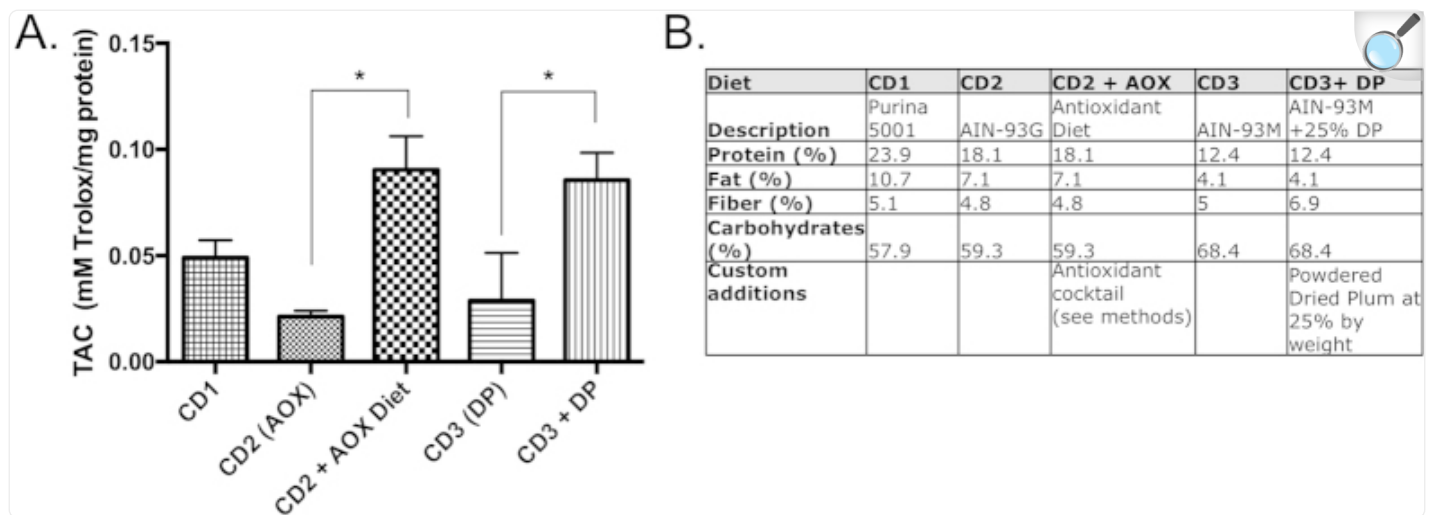 A.
B.
TAC (mM Trolox/mg protein)
0.15
0.10
0.05
0.00
*
*
CD1
CD2 (AOX)
CD2 + AOX Diet
CD3 (DP)
CD3 + DP
Diet CD1 CD2 CD2 + AOX CD3 CD3+ DP
Description Purina 5001 AIN-93G Antioxidant Diet AIN-93M AIN-93M +25% DP
Protein (%) 23.9 18.1 18.1 12.4 12.4
Fat (%) 10.7 7.1 7.1 4.1 4.1
Fiber (%) 5.1 4.8 4.8 5 6.9
Carbohydrates (%) 57.9 59.3 59.3 68.4 68.4
Custom additions Antioxidant cocktail (see methods) Powdered Dried Plum at 25% by weight